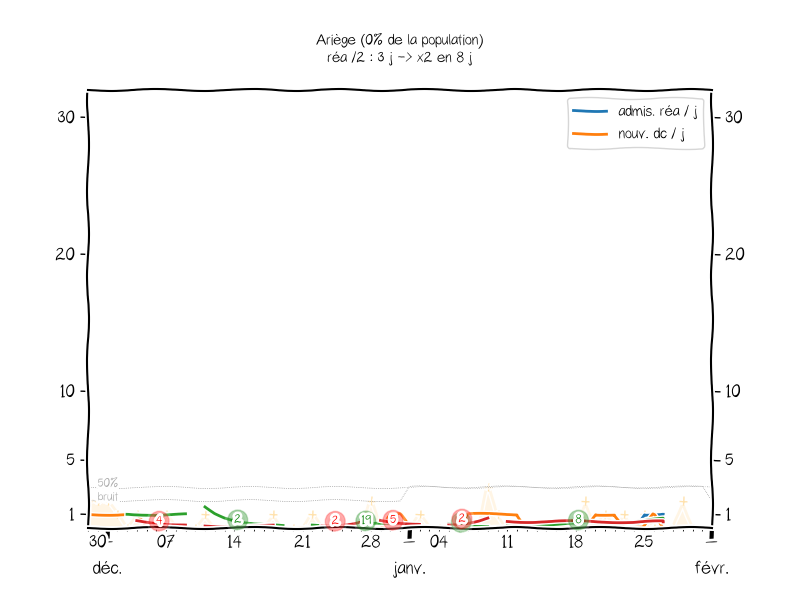 Ariège (0% de la population)
réa /2 : 3 j -> x2 en 8 j
admis. réa / j
nouv. dc / j
30 30
20 20
10 10
5 5
50%
bruit
1 1
4 2 2 19 5 2 8
30 07 14 21 28 04 11 18 25
déc. janv. févr.